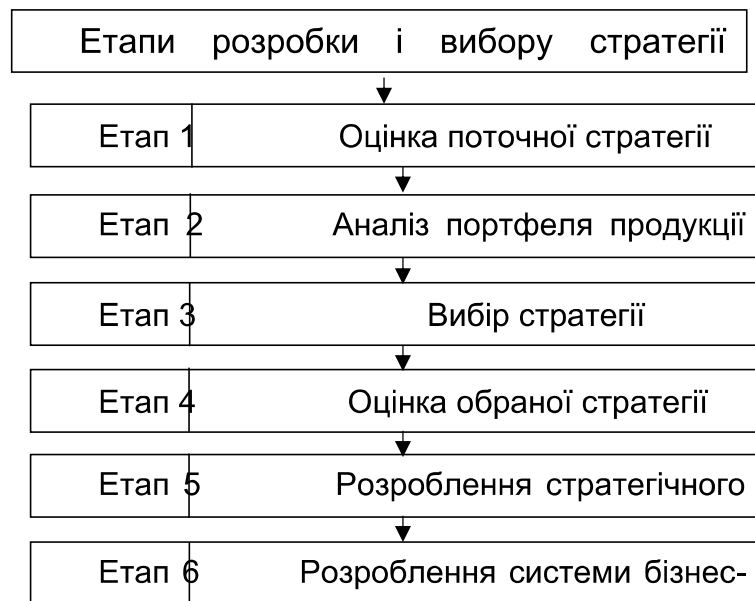 Етапи розробки і вибору стратегії
Етап 1 Оцінка поточної стратегії
Етап 2 Аналіз портфеля продукції
Етап 3 Вибір стратегії
Етап 4 Оцінка обраної стратегії
Етап 5 Розроблення стратегічного
Етап 6 Розроблення системи бізнес-